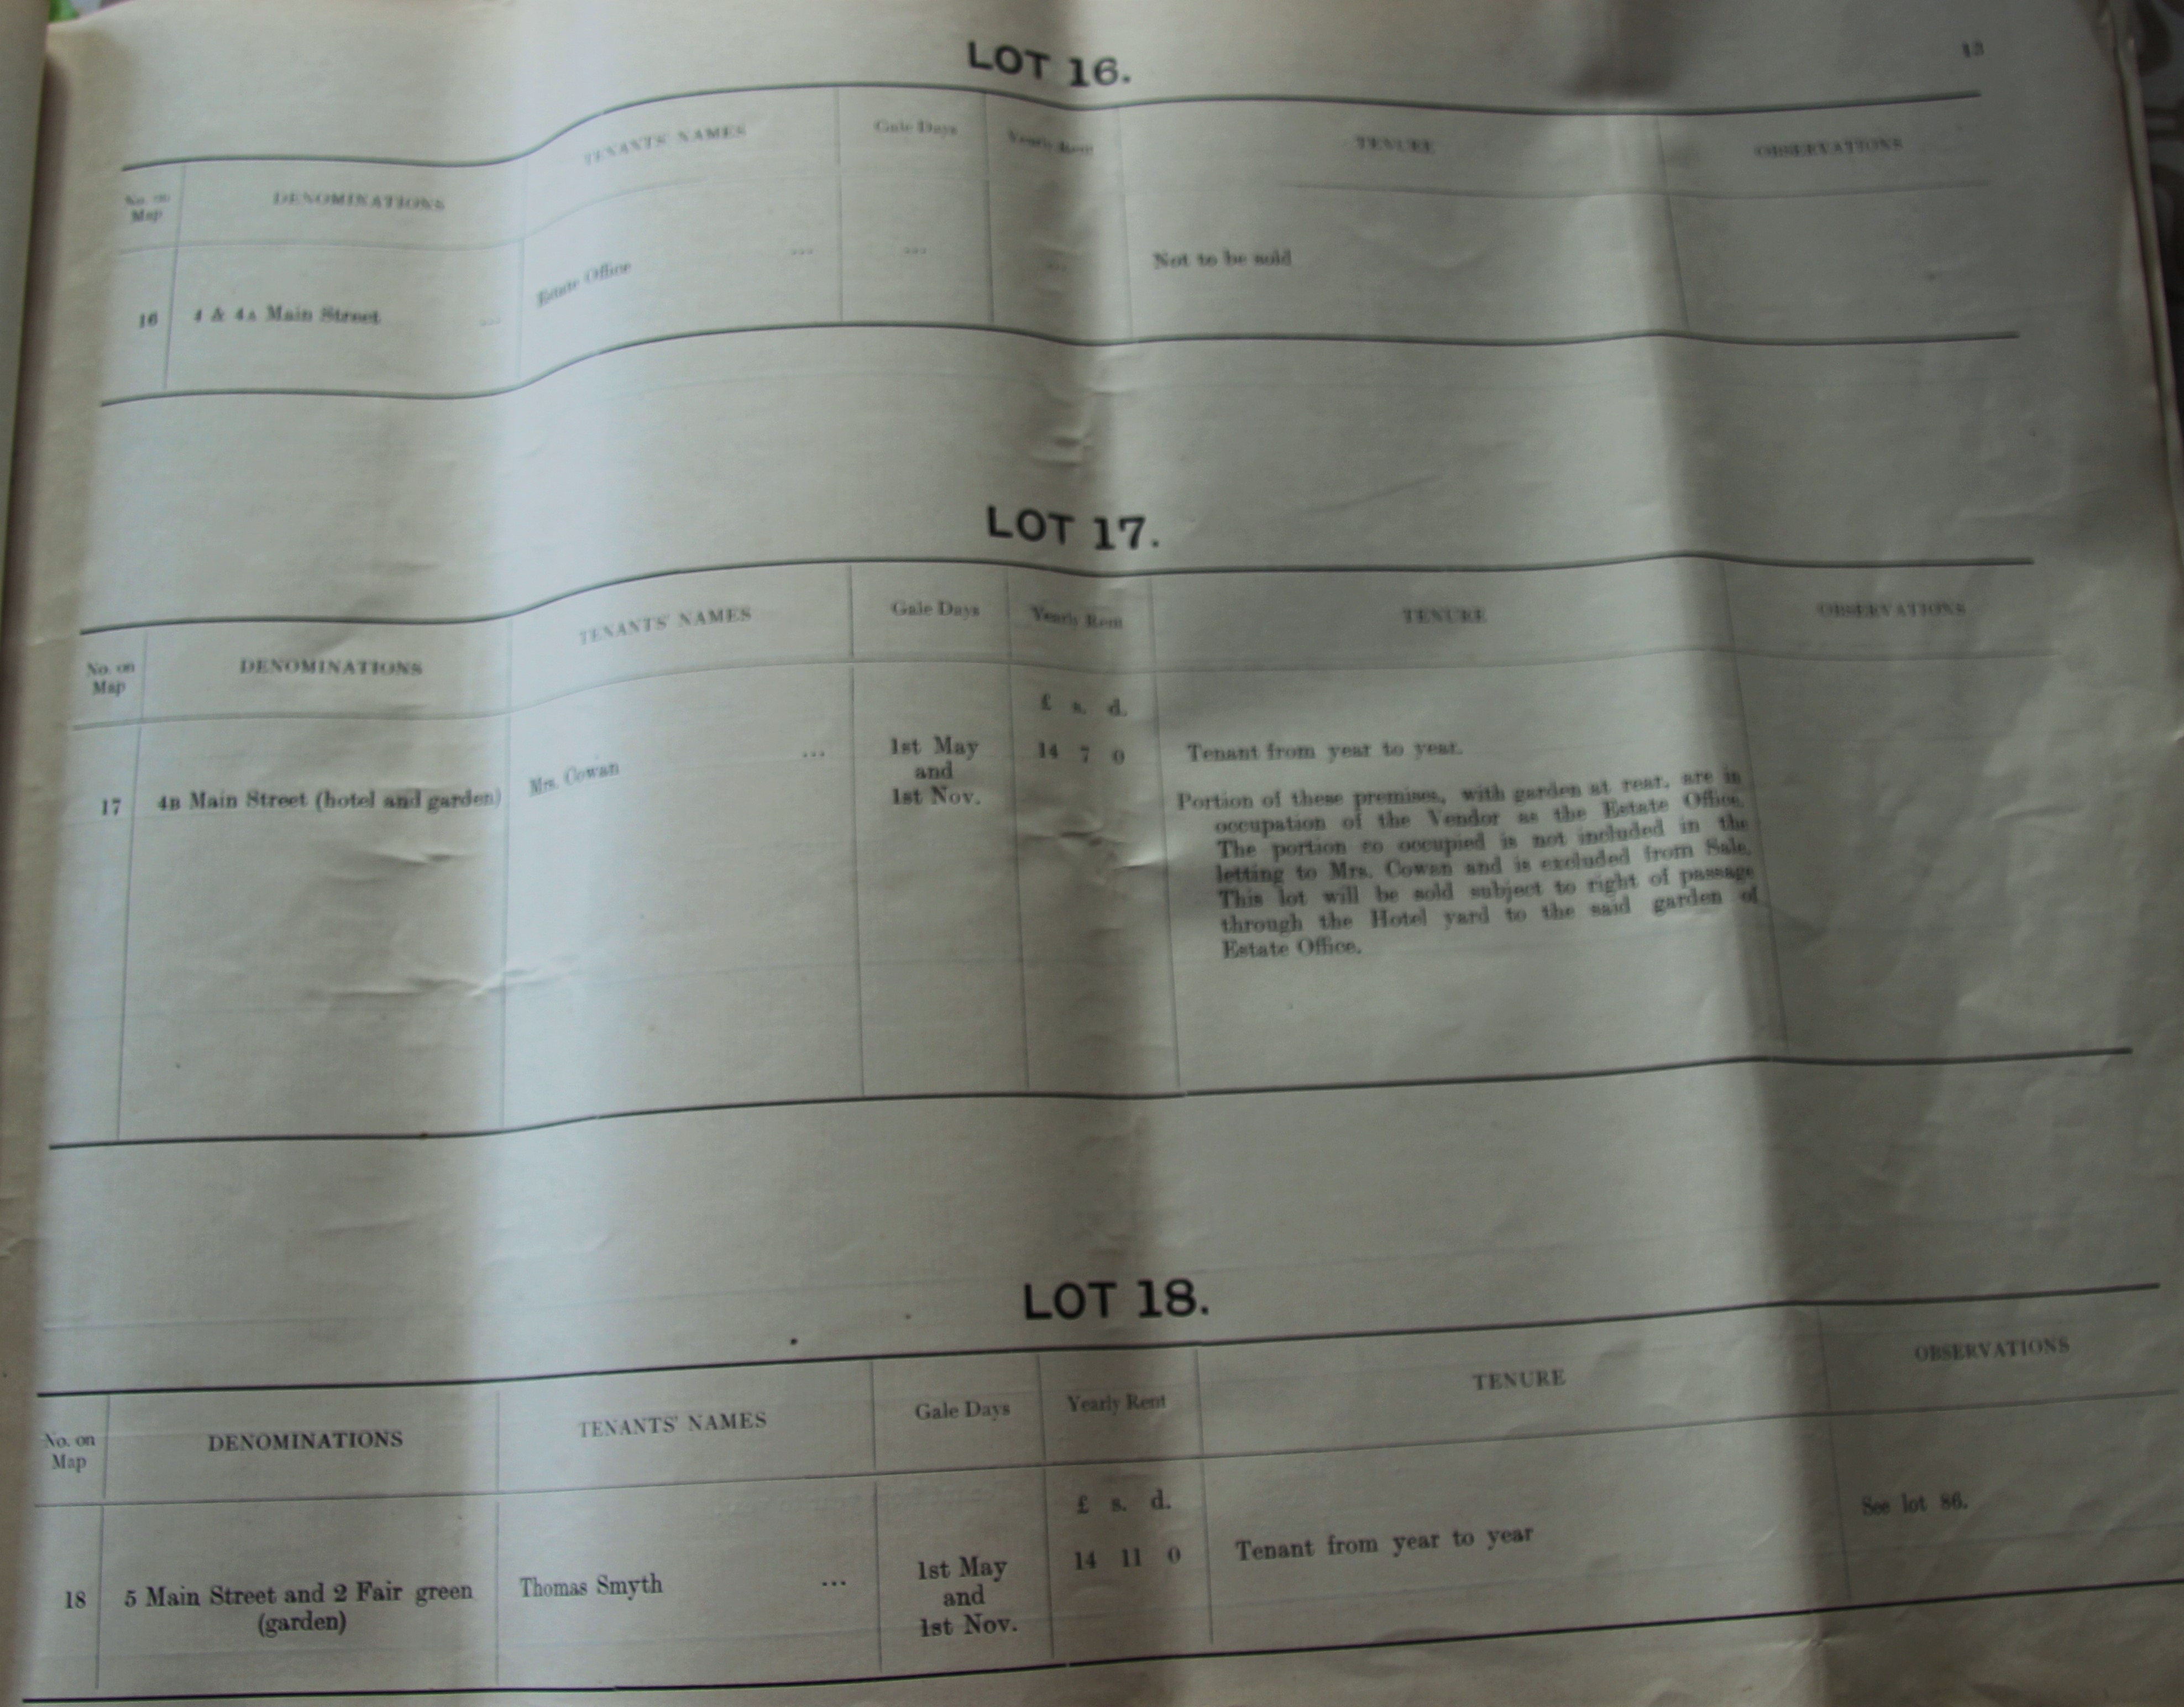 13
LOT 16.
No. on Map DENOMINATIONS TENANTS' NAMES Gale Days Yearly Rent TENURE OBSERVATIONS
16 4 & 4A Main Street ... Estate Office ... ... ... Not to be sold
LOT 17.
No. on Map DENOMINATIONS TENANTS' NAMES Gale Days Yearly Rent TENURE OBSERVATIONS
£ s. d.
17 4B Main Street (hotel and garden) Mrs. Cowan ... 1st May and 1st Nov. 14 7 0 Tenant from year to year.
Portion of these premises, with garden at rear, are in
occupation of the Vendor as the Estate Office.
The portion so occupied is not included in the
letting to Mrs. Cowan and is excluded from Sale.
This lot will be sold subject to right of passage
through the Hotel yard to the said garden of
Estate Office.
LOT 18.
No. on Map DENOMINATIONS TENANTS' NAMES Gale Days Yearly Rent TENURE OBSERVATIONS
£ s. d.
18 5 Main Street and 2 Fair green (garden) Thomas Smyth ... 1st May and 1st Nov. 14 11 0 Tenant from year to year See lot 86.